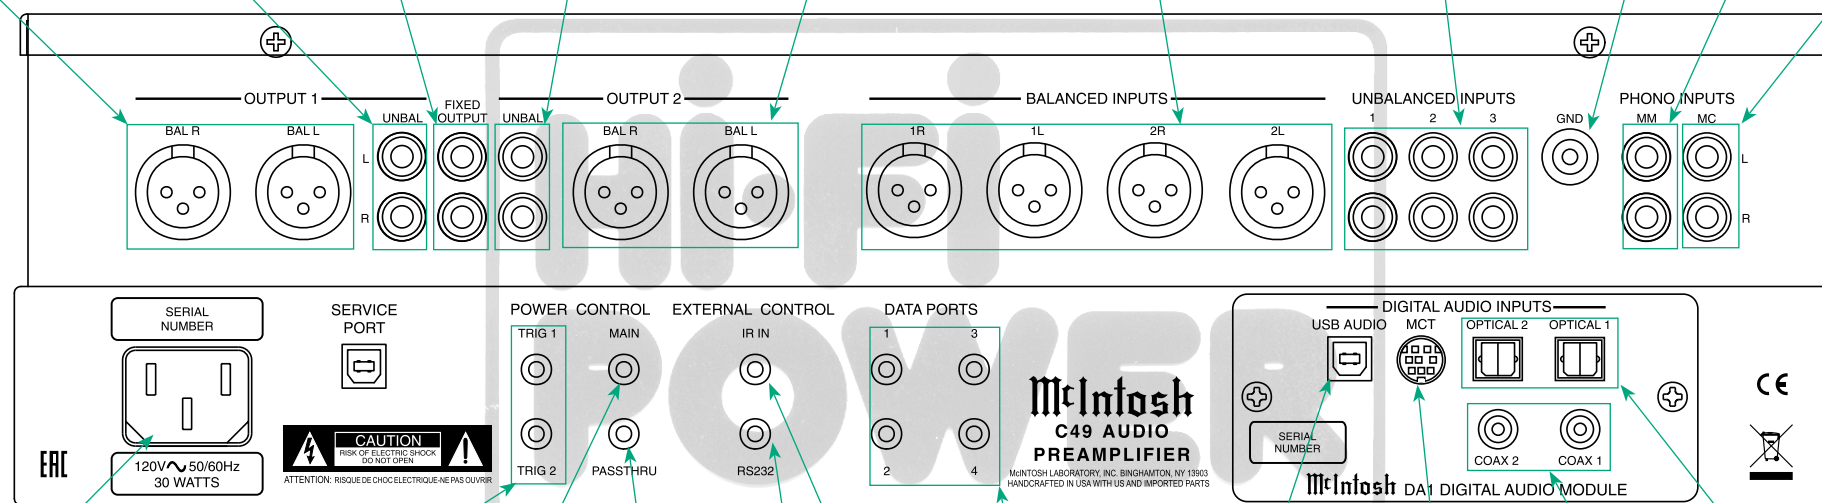 OUTPUT 1
FIXED OUTPUT
OUTPUT 2
BALANCED INPUTS
UNBALANCED INPUTS
PHONO INPUTS
BAL R
BAL L
UNBAL
UNBAL
BAL R
BAL L
1R
1L
2R
2L
1
2
3
GND
MM
MC
L
R
L
R
Hi-Fi
POWER
SERIAL
NUMBER
SERVICE
PORT
POWER CONTROL
EXTERNAL CONTROL
DATA PORTS
TRIG 1
MAIN
IR IN
1
3
TRIG 2
PASSTHRU
RS232
2
4
CAUTION
RISK OF ELECTRIC SHOCK
DO NOT OPEN
ATTENTION: RISQUE DE CHOC ELECTRIQUE-NE PAS OUVRIR
EAC
120V 50/60Hz
30 WATTS
McIntosh
C49 AUDIO
PREAMPLIFIER
McINTOSH LABORATORY, INC. BINGHAMTON, NY 13903
HANDCRAFTED IN USA WITH US AND IMPORTED PARTS
DIGITAL AUDIO INPUTS
USB AUDIO
MCT
OPTICAL 2
OPTICAL 1
COAX 2
COAX 1
SERIAL
NUMBER
McIntosh DA1 DIGITAL AUDIO MODULE
CE